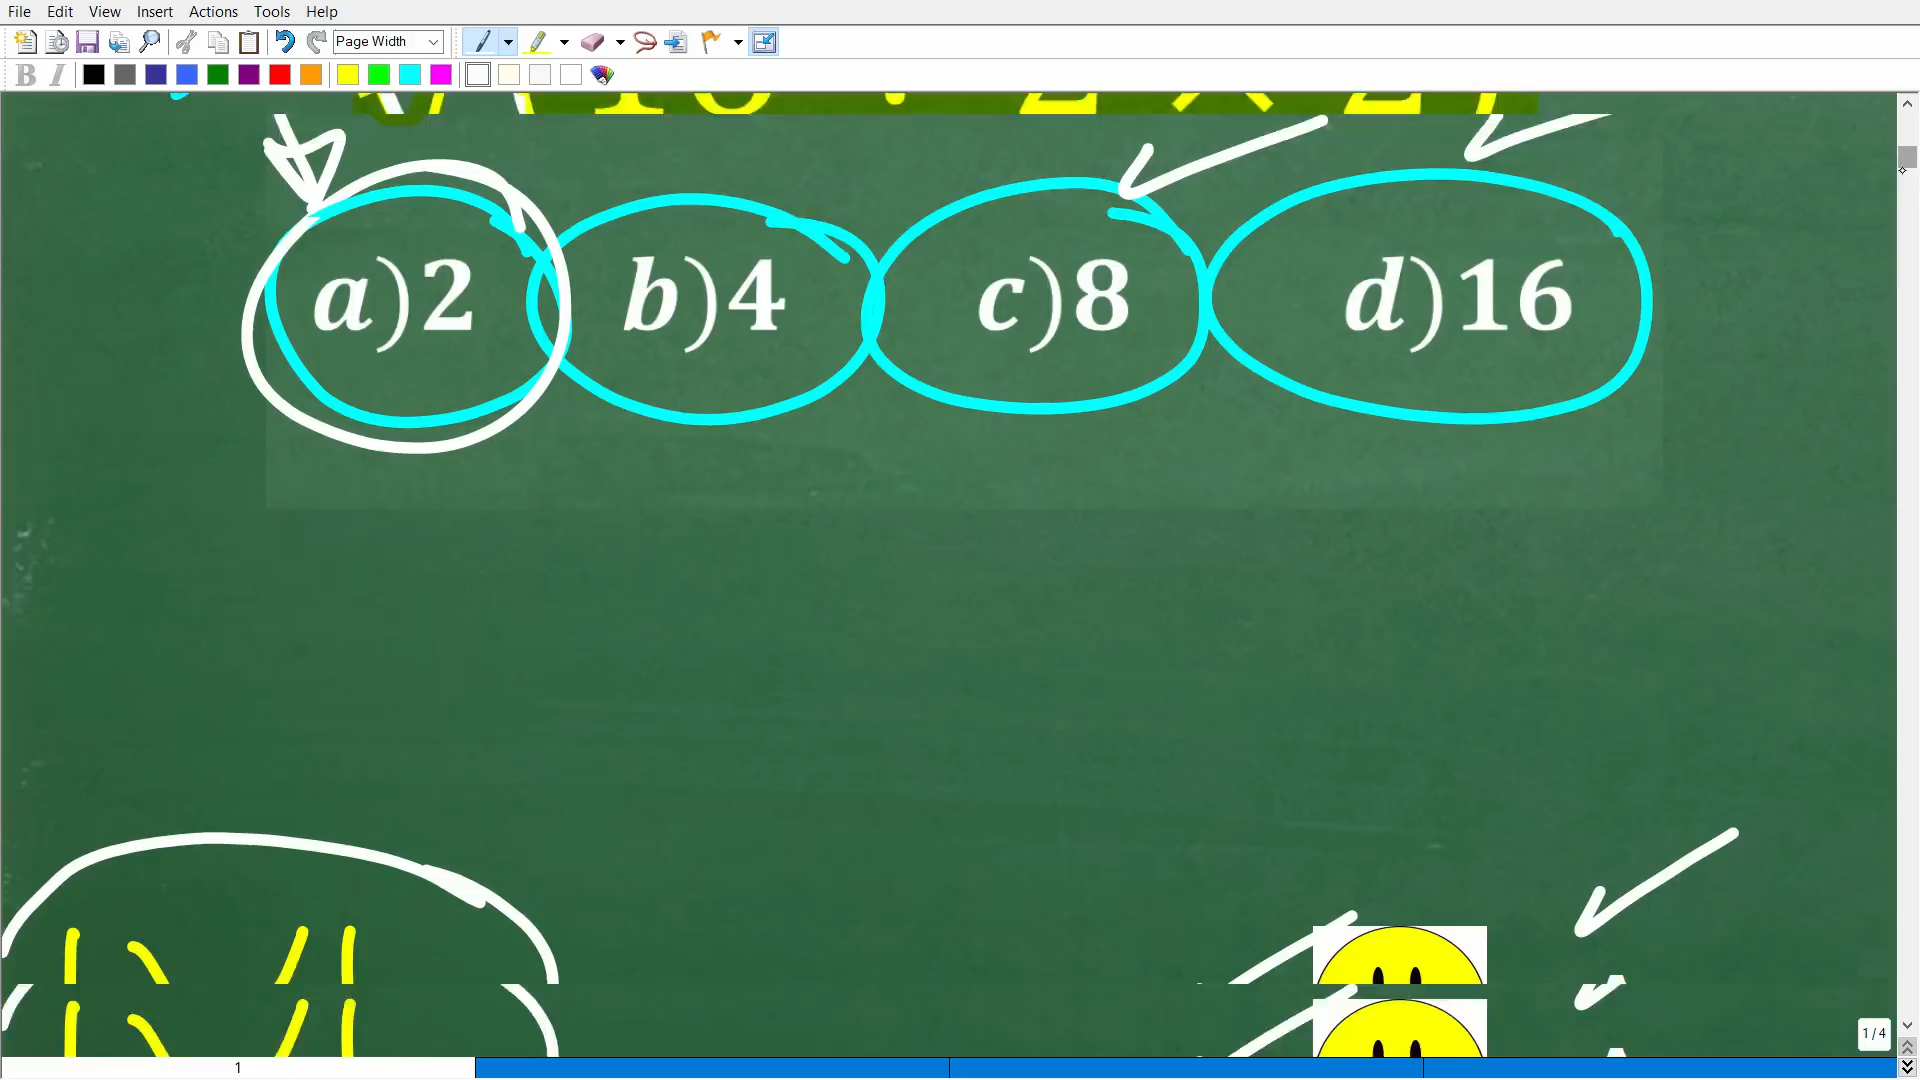 File Edit View Insert Actions Tools Help
Page Width
B I
a)2 b)4 c)8 d)16
1 / 4
1